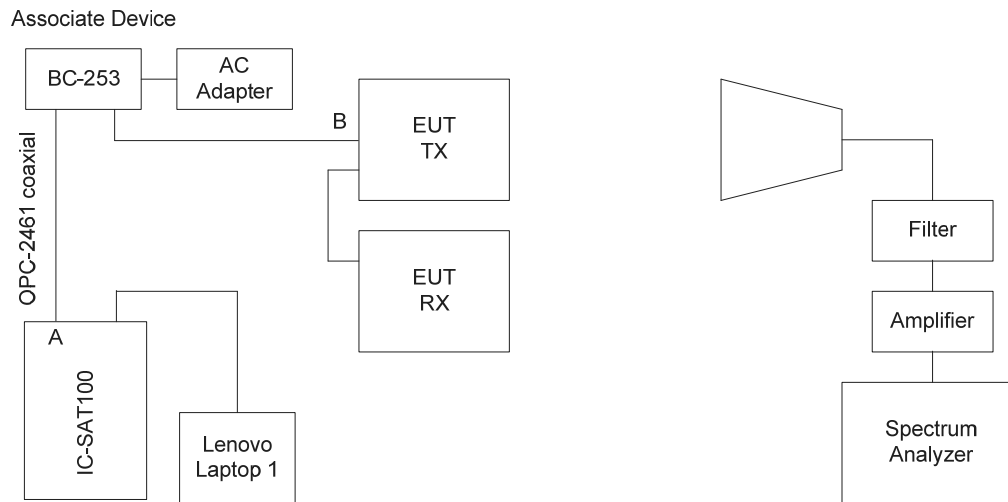 Associate Device
BC-253
AC
Adapter
B
EUT
TX
OPC-2461 coaxial
Filter
EUT
RX
Amplifier
A
IC-SAT100
Lenovo
Laptop 1
Spectrum
Analyzer